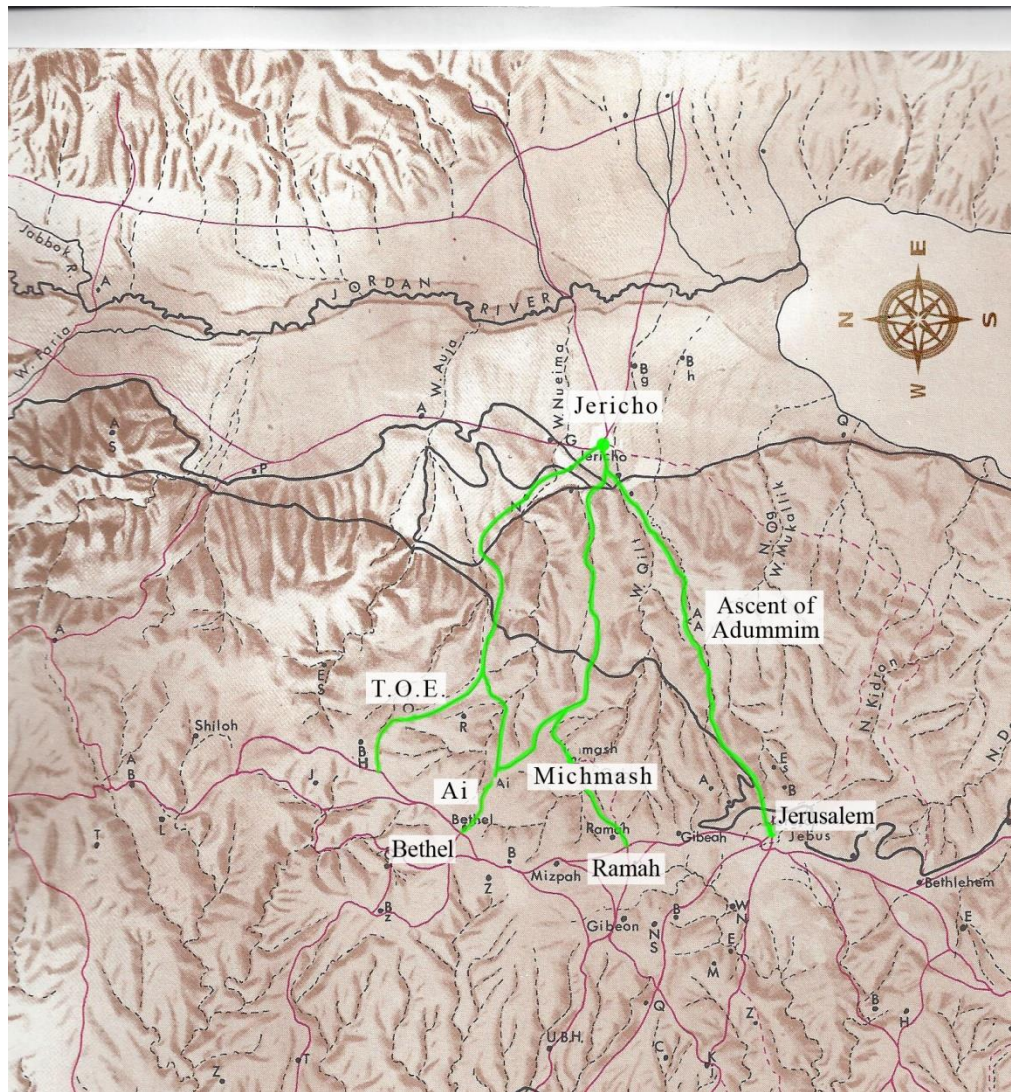 E
N
S
W
Jabbok R.
A
JORDAN
RIVER
W. Faria
W. Auja
W. Nueima
B
g
B
h
Jericho
A
G
Q
A
S
P
Jericho
N
N Og
W Mukallik
W Qilt
Ascent of
Adummim
A
A
A
E
S
N Kidron
T.O.E.
O
R
Shiloh
B
H
mash
N. D
A
B
J
Ai
Ai
Michmash
E
s
A
B
T
L
Bethel
Ramah
Gibeah
Jerusalem
Jebus
Bethel
B
Mizpah
Ramah
Z
Bethlehem
B
z
Gibeon
N
S
B
W
N
E
E
M
Q
Z
B
H
U.B.H.
C
K
T
Z